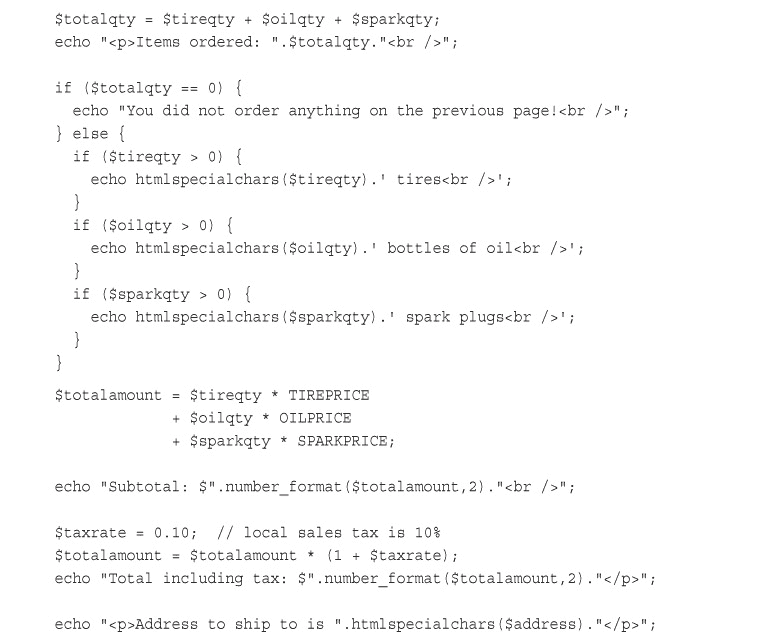 $totalqty = $tireqty + $oilqty + $sparkqty;
echo "<p>Items ordered: ".$totalqty."<br />";

if ($totalqty == 0) {
  echo "You did not order anything on the previous page!<br />";
} else {
  if ($tireqty > 0) {
    echo htmlspecialchars($tireqty).' tires<br />';
  }
  if ($oilqty > 0) {
    echo htmlspecialchars($oilqty).' bottles of oil<br />';
  }
  if ($sparkqty > 0) {
    echo htmlspecialchars($sparkqty).' spark plugs<br />';
  }
}
$totalamount = $tireqty * TIREPRICE
             + $oilqty * OILPRICE
             + $sparkqty * SPARKPRICE;

echo "Subtotal: $".number_format($totalamount,2)."<br />";

$taxrate = 0.10;  // local sales tax is 10%
$totalamount = $totalamount * (1 + $taxrate);
echo "Total including tax: $".number_format($totalamount,2)."</p>";

echo "<p>Address to ship to is ".htmlspecialchars($address)."</p>";